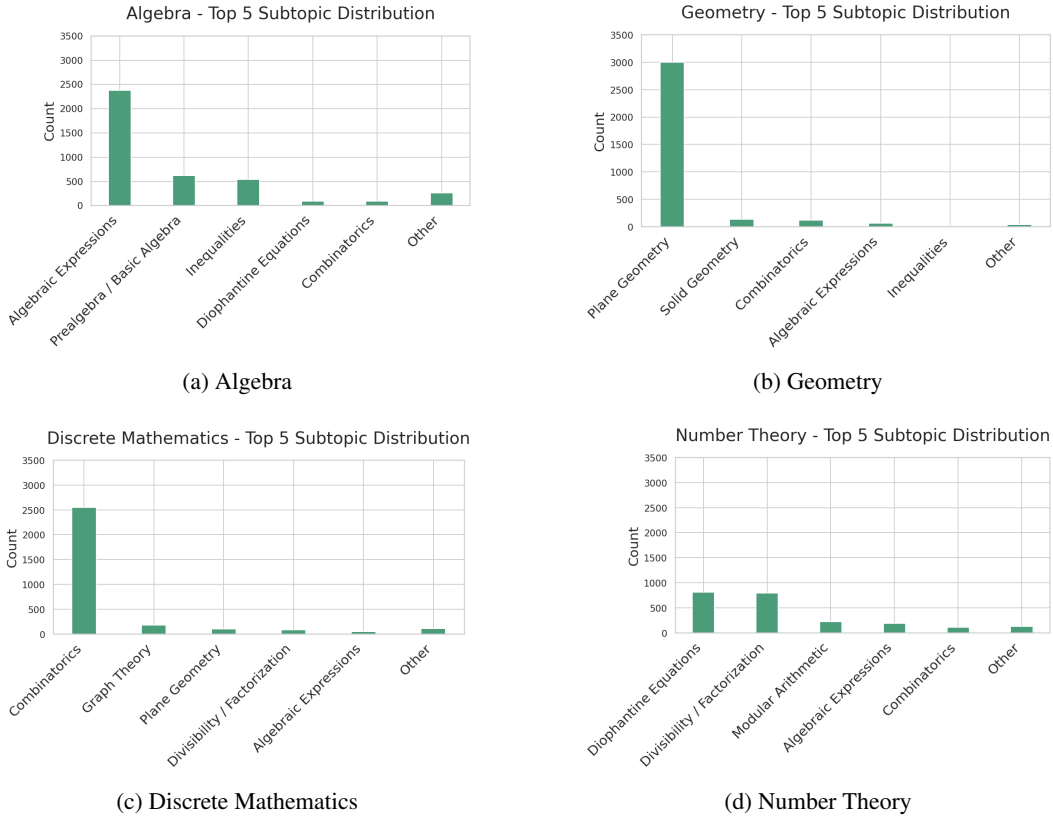 Algebra - Top 5 Subtopic Distribution
3500
3000
2500
2000
1500
1000
500
0
Count
Algebraic Expressions
Prealgebra / Basic Algebra
Inequalities
Diophantine Equations
Combinatorics
Other
(a) Algebra
Geometry - Top 5 Subtopic Distribution
3500
3000
2500
2000
1500
1000
500
0
Count
Plane Geometry
Solid Geometry
Combinatorics
Algebraic Expressions
Inequalities
Other
(b) Geometry
Discrete Mathematics - Top 5 Subtopic Distribution
3500
3000
2500
2000
1500
1000
500
0
Count
Combinatorics
Graph Theory
Plane Geometry
Divisibility / Factorization
Algebraic Expressions
Other
(c) Discrete Mathematics
Number Theory - Top 5 Subtopic Distribution
3500
3000
2500
2000
1500
1000
500
0
Count
Diophantine Equations
Divisibility / Factorization
Modular Arithmetic
Algebraic Expressions
Combinatorics
Other
(d) Number Theory